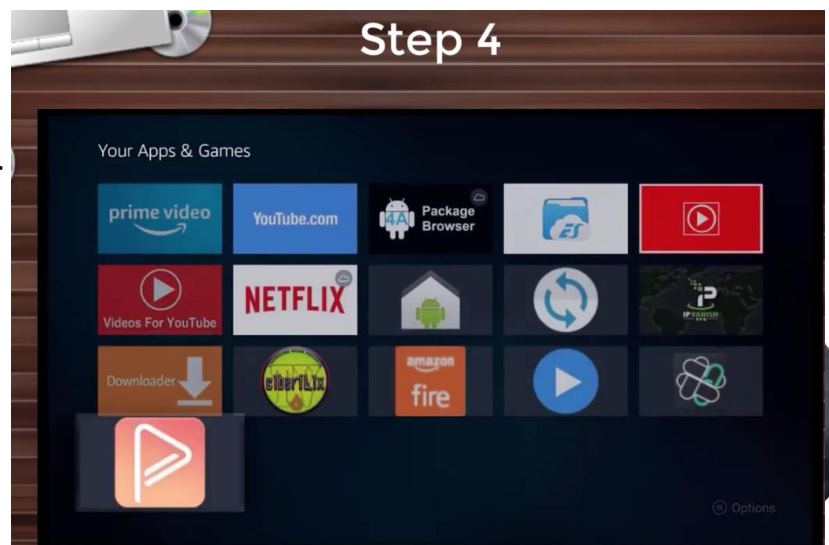 Step 4
Your Apps & Games
prime video
YouTube.com
4A Package
Browser
ES
Videos For YouTube
NETFLIX
IPVANISH
VPN
Downloader
amazon
fire
Options